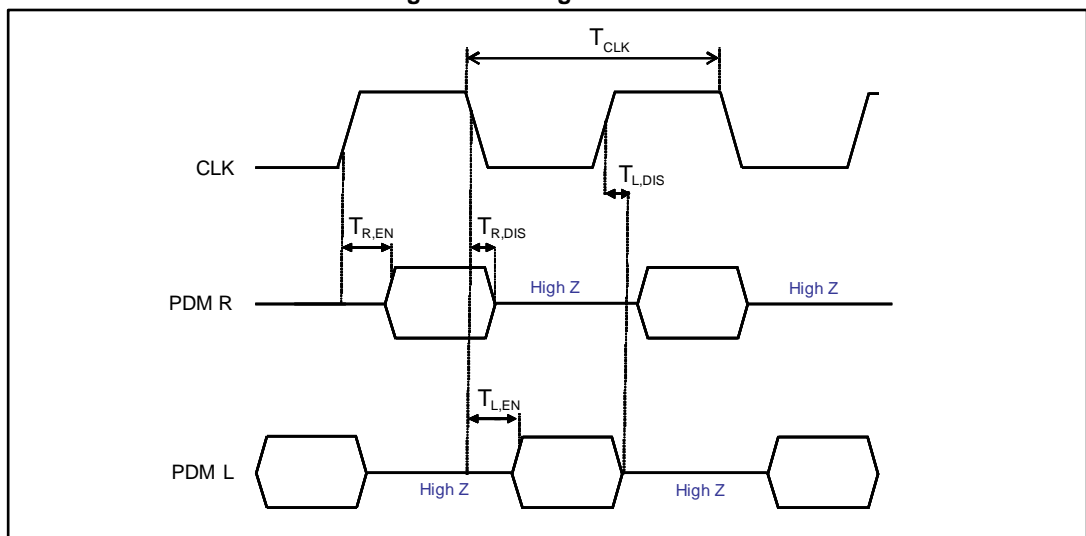 T_CLK
CLK
T_L,DIS
T_R,EN
T_R,DIS
PDM R
High Z
High Z
T_L,EN
PDM L
High Z
High Z